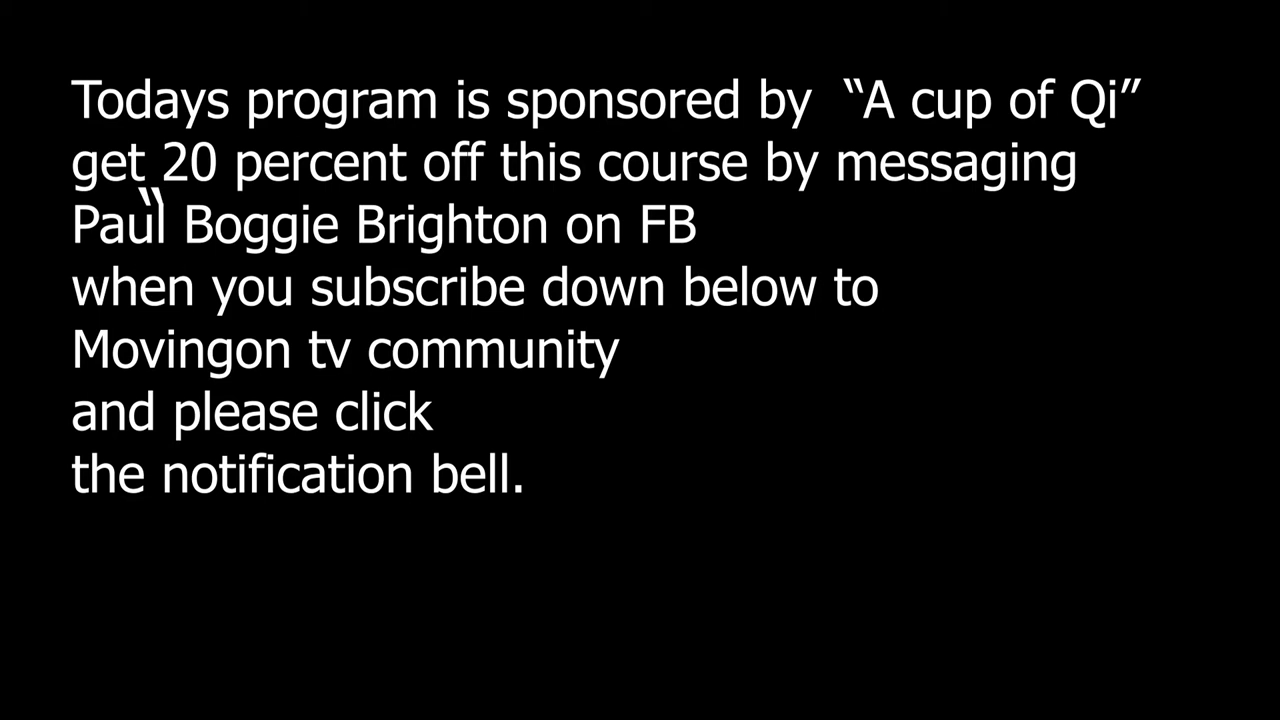 Todays program is sponsored by “A cup of Qi”
get 20 percent off this course by messaging
“
Paul Boggie Brighton on FB
when you subscribe down below to
Movingon tv community
and please click
the notification bell.